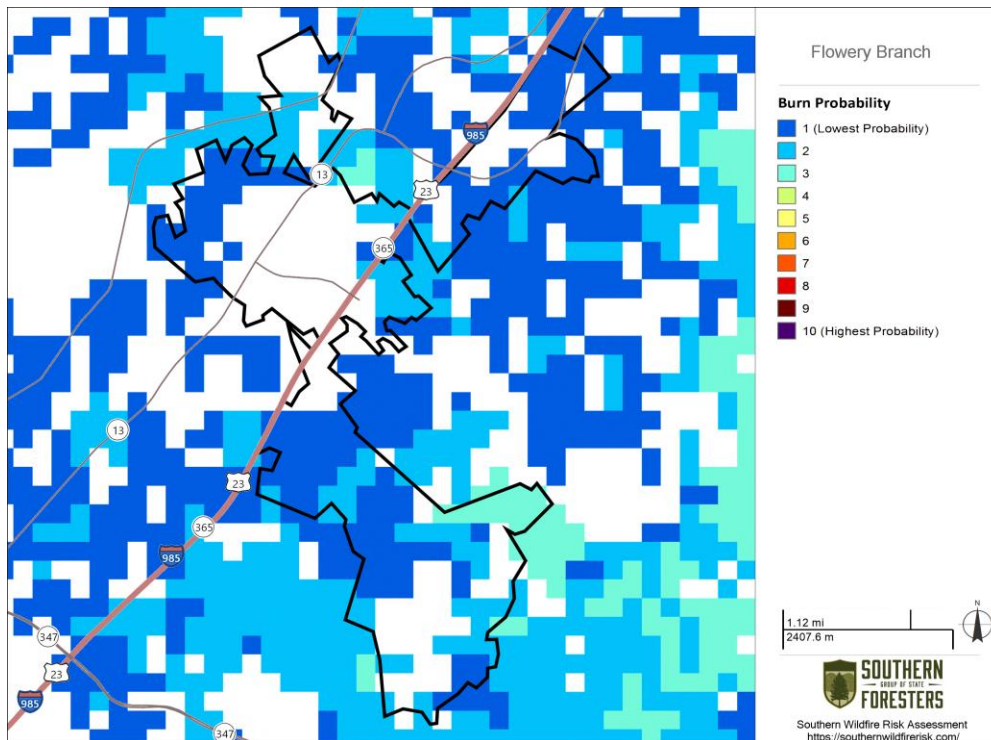 Flowery Branch
Burn Probability
1 (Lowest Probability)
2
3
4
5
6
7
8
9
10 (Highest Probability)
985
13
23
365
13
23
365
985
347
23
985
347
N
1.12 mi
2407.6 m
SOUTHERN
GROUP OF STATE
FORESTERS
Southern Wildfire Risk Assessment
https://southernwildfirerisk.com/